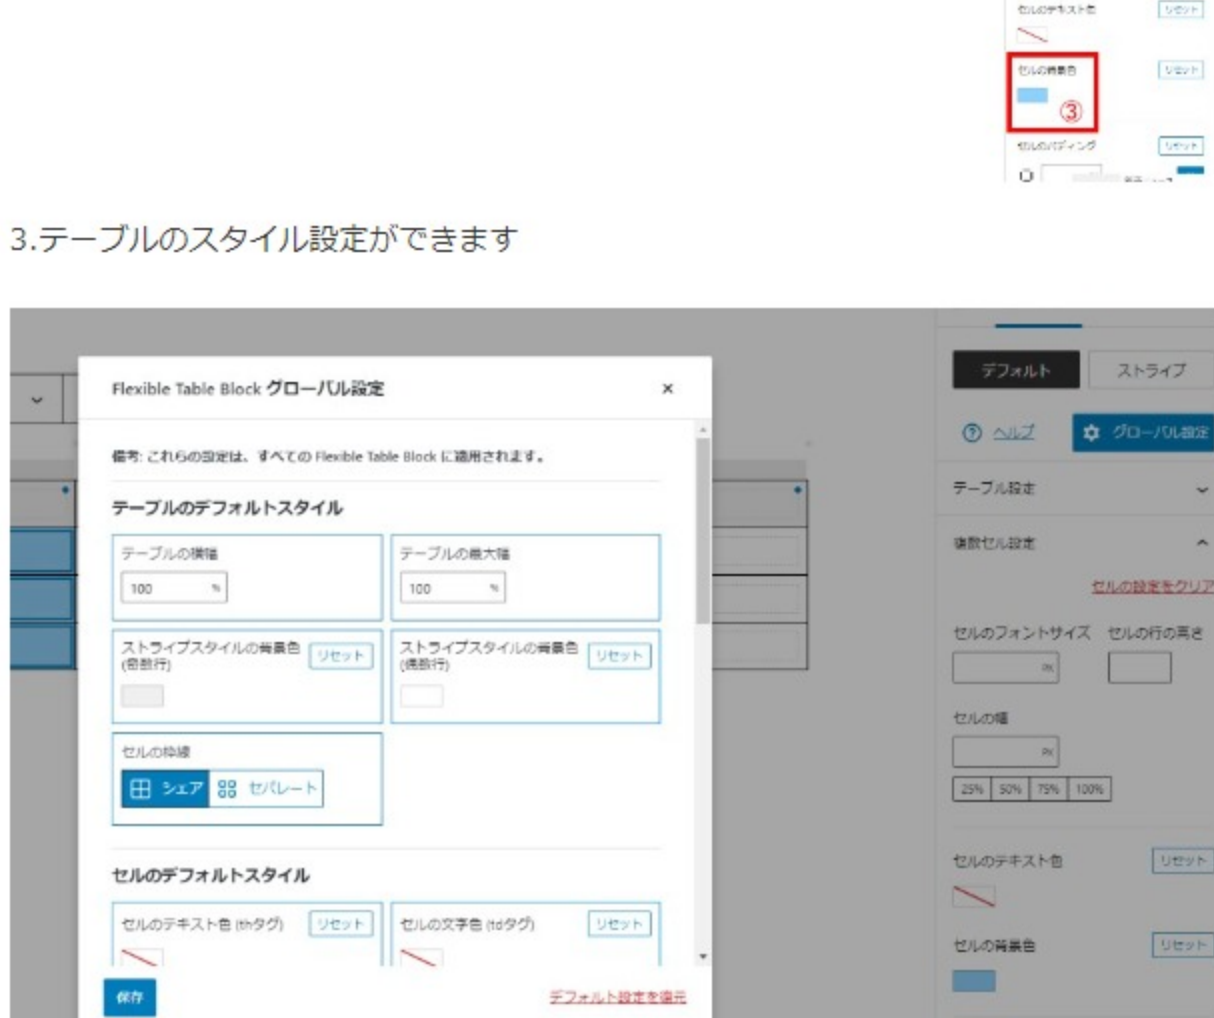 セルのテキスト色 リセット
セルの背景色 リセット
③
セルのパディング リセット
3.テーブルのスタイル設定ができます
Flexible Table Block グローバル設定 ×
備考: これらの設定は、すべての Flexible Table Block に適用されます。
テーブルのデフォルトスタイル
テーブルの横幅
100 %
テーブルの最大幅
100 %
ストライプスタイルの背景色
(奇数行)
リセット
ストライプスタイルの背景色
(偶数行)
リセット
セルの枠線
シェア セパレート
セルのデフォルトスタイル
セルのテキスト色 (thタグ) リセット
セルの文字色 (tdタグ) リセット
保存 デフォルト設定を復元
デフォルト ストライプ
ヘルプ グローバル設定
テーブル設定
複数セル設定
セルの設定をクリア
セルのフォントサイズ セルの行の高さ
PX
セルの幅
PX
25% 50% 75% 100%
セルのテキスト色 リセット
セルの背景色 リセット